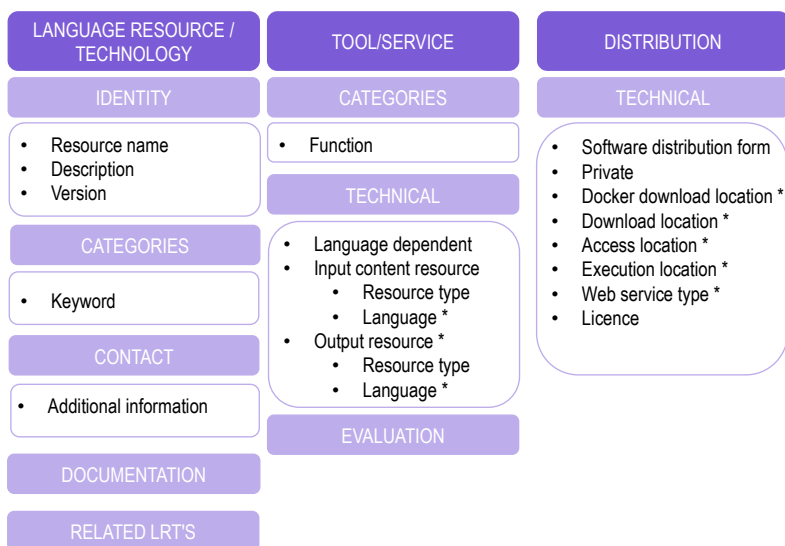 LANGUAGE RESOURCE /
TECHNOLOGY
IDENTITY
• Resource name
• Description
• Version
CATEGORIES
• Keyword
CONTACT
• Additional information
DOCUMENTATION
RELATED LRT'S
TOOL/SERVICE
CATEGORIES
• Function
TECHNICAL
• Language dependent
• Input content resource
• Resource type
• Language *
• Output resource *
• Resource type
• Language *
EVALUATION
DISTRIBUTION
TECHNICAL
• Software distribution form
• Private
• Docker download location *
• Download location *
• Access location *
• Execution location *
• Web service type *
• Licence